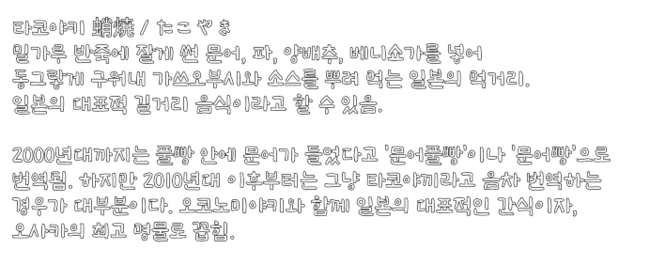 타코야키 蛸焼 / たこやき
밀가루 반죽에 잘게 썬 문어, 파, 양배추, 베니쇼가를 넣어
동그랗게 구워내 가쓰오부시와 소스를 뿌려 먹는 일본의 먹거리.
일본의 대표적 길거리 음식이라고 할 수 있음.
2000년대까지는 풀빵 안에 문어가 들었다고 '문어풀빵'이나 '문어빵'으로
번역됨. 하지만 2010년대 이후부터는 그냥 타코야끼라고 음차 번역하는
경우가 대부분이다. 오코노미야키와 함께 일본의 대표적인 간식이자,
오사카의 최고 명물로 꼽힘.